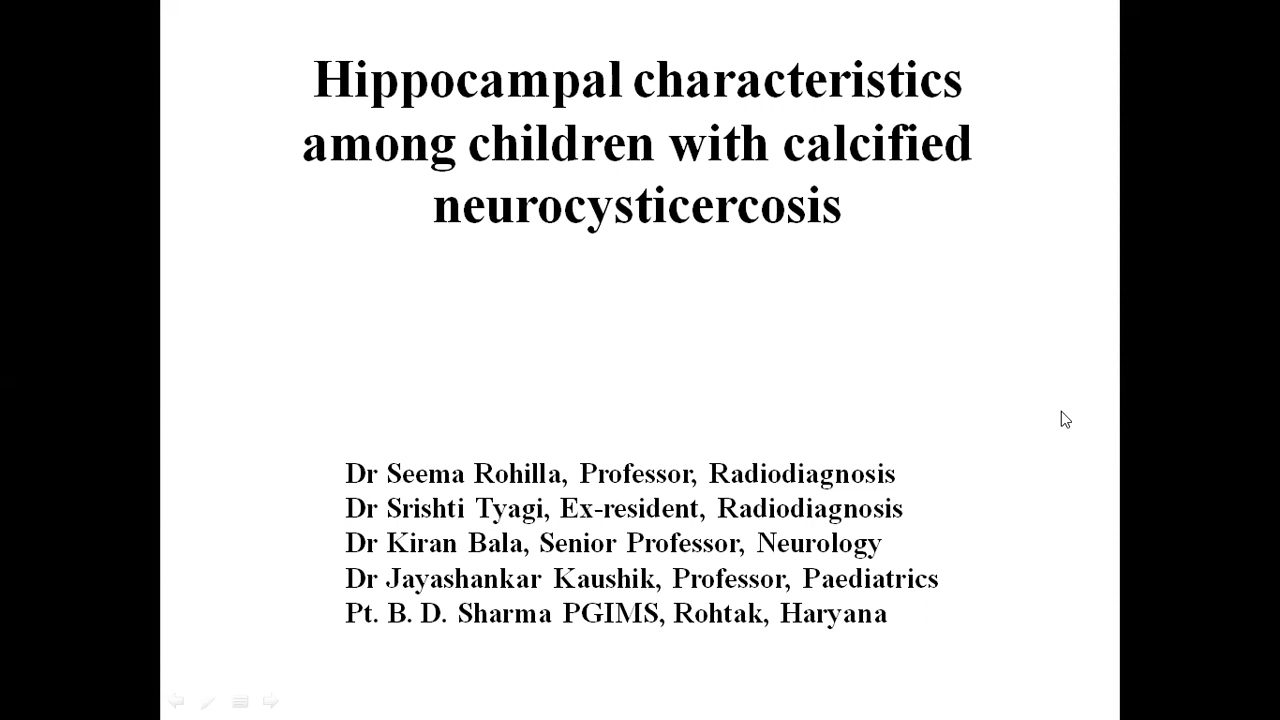 Hippocampal characteristics
among children with calcified
neurocysticercosis
Dr Seema Rohilla, Professor, Radiodiagnosis
Dr Srishti Tyagi, Ex-resident, Radiodiagnosis
Dr Kiran Bala, Senior Professor, Neurology
Dr Jayashankar Kaushik, Professor, Paediatrics
Pt. B. D. Sharma PGIMS, Rohtak, Haryana